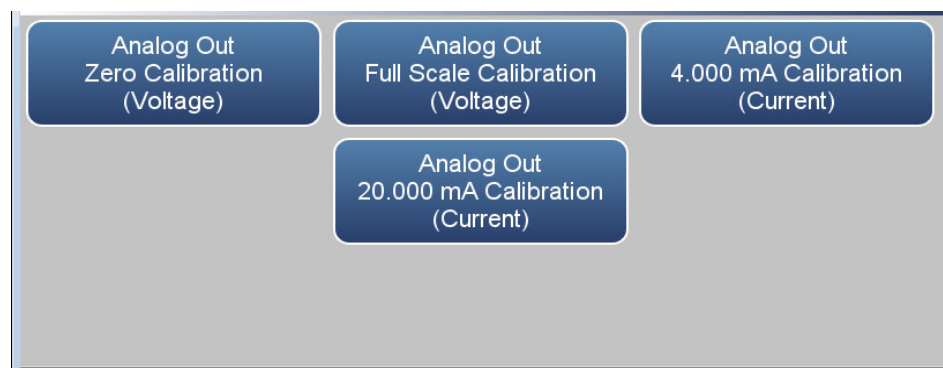 Analog Out
Zero Calibration
(Voltage)
Analog Out
Full Scale Calibration
(Voltage)
Analog Out
4.000 mA Calibration
(Current)
Analog Out
20.000 mA Calibration
(Current)